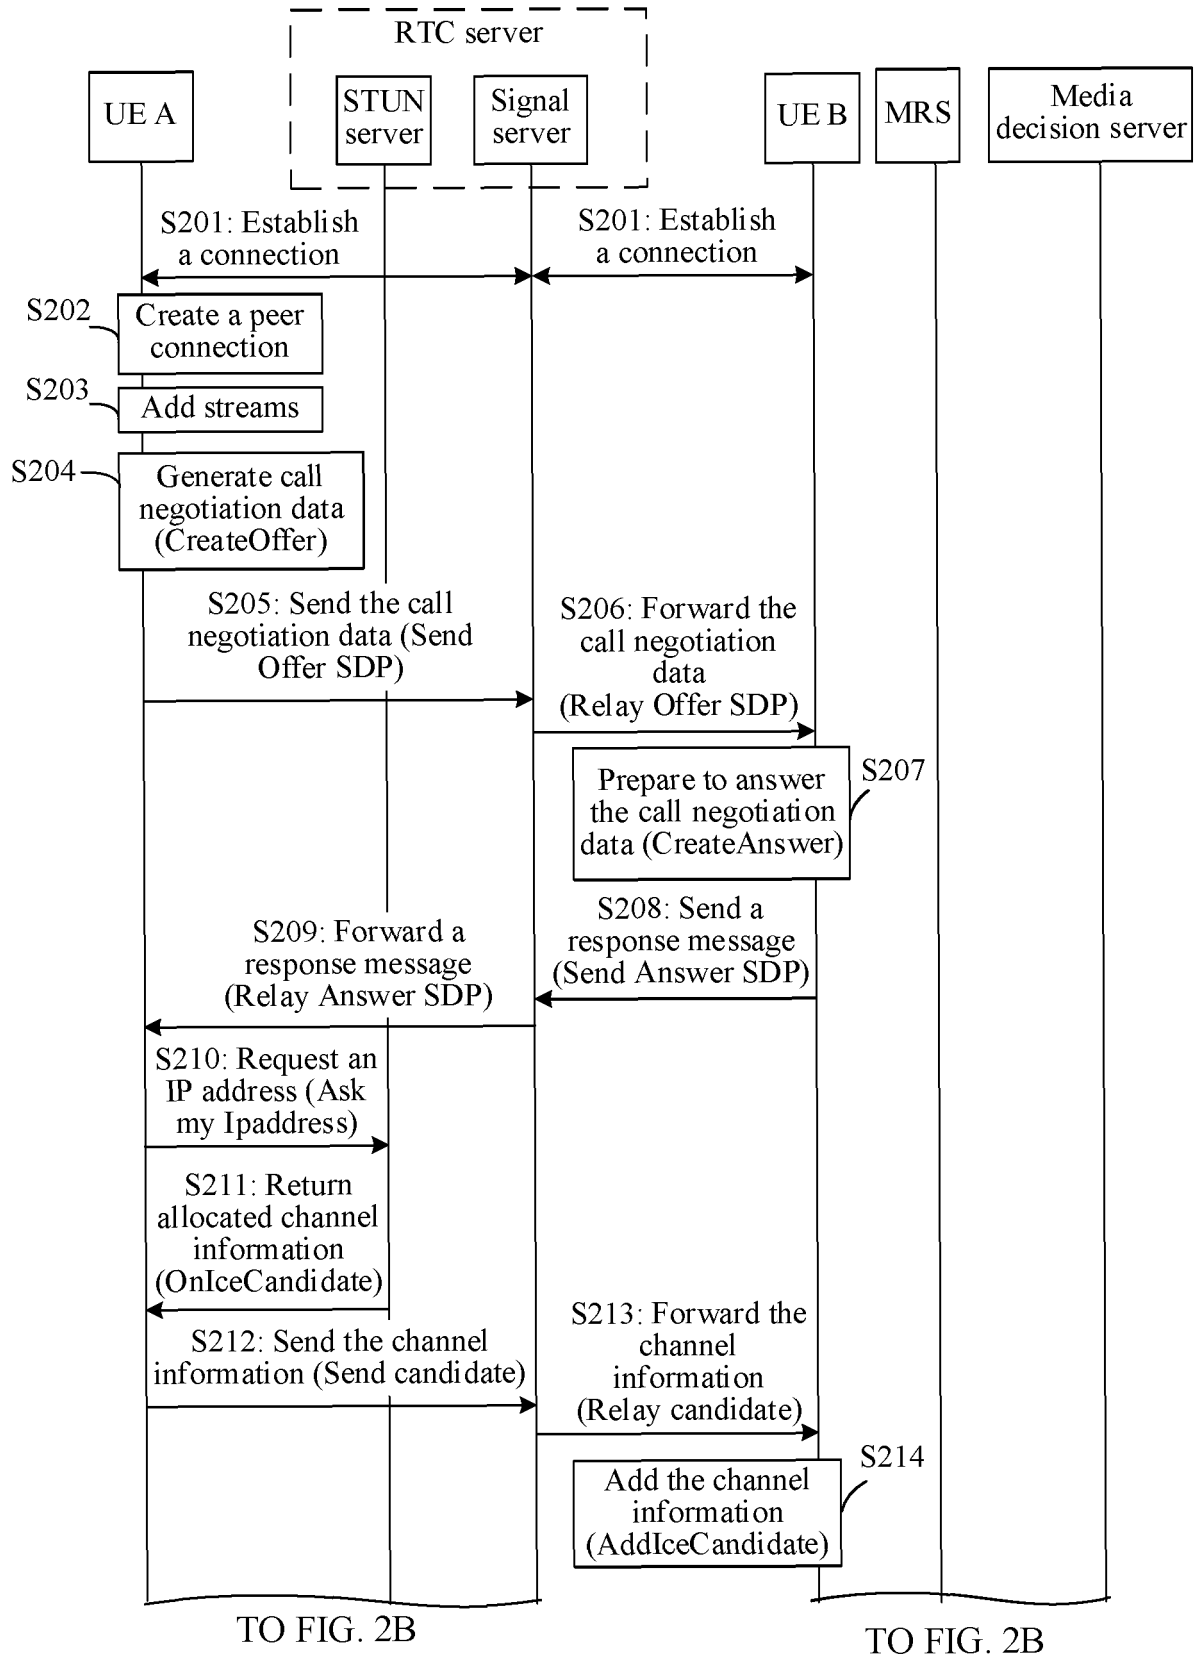 RTC server
UE A
STUN
server
Signal
server
UE B
MRS
Media
decision server
S201: Establish
a connection
S201: Establish
a connection
S202
Create a peer
connection
S203
Add streams
S204
Generate call
negotiation data
(CreateOffer)
S205: Send the call
negotiation data (Send
Offer SDP)
S206: Forward the
call negotiation
data
(Relay Offer SDP)
Prepare to answer
the call negotiation
data (CreateAnswer)
S207
S208: Send a
response message
(Send Answer SDP)
S209: Forward a
response message
(Relay Answer SDP)
S210: Request an
IP address (Ask
my Ipaddress)
S211: Return
allocated channel
information
(OnIceCandidate)
S212: Send the channel
information (Send candidate)
S213: Forward the
channel
information
(Relay candidate)
S214
Add the channel
information
(AddIceCandidate)
TO FIG. 2B
TO FIG. 2B